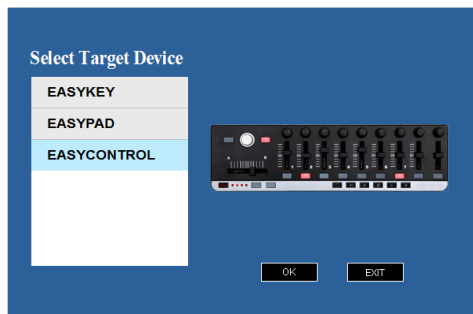 Select Target Device
EASYKEY
EASYPAD
EASYCONTROL
OK
EXIT